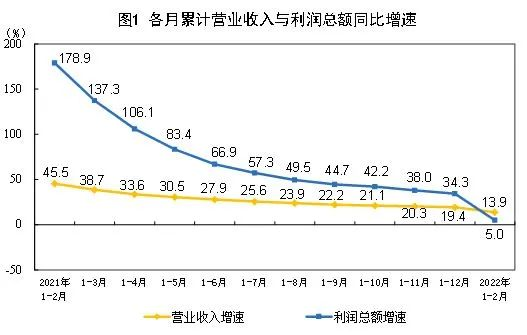 图1 各月累计营业收入与利润总额同比增速
(%)
200
150
100
50
0
-50
178.9
137.3
106.1
83.4
66.9
57.3
49.5
44.7
42.2
38.0
34.3
5.0
45.5
38.7
33.6
30.5
27.9
25.6
23.9
22.2
21.1
20.3
19.4
13.9
2021年
1-2月
1-3月
1-4月
1-5月
1-6月
1-7月
1-8月
1-9月
1-10月
1-11月
1-12月
2022年
1-2月
营业收入增速
利润总额增速